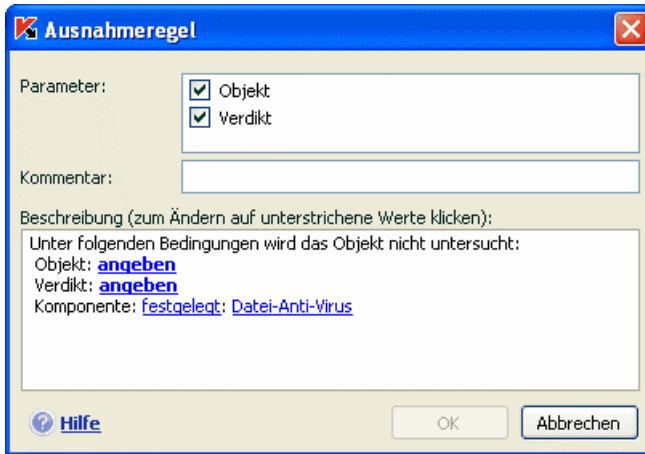 Ausnahmeregel
Parameter:
Objekt
Verdikt
Kommentar:
Beschreibung (zum Ändern auf unterstrichene Werte klicken):
Unter folgenden Bedingungen wird das Objekt nicht untersucht:
Objekt: angeben
Verdikt: angeben
Komponente: festgelegt: Datei-Anti-Virus
Hilfe
OK
Abbrechen